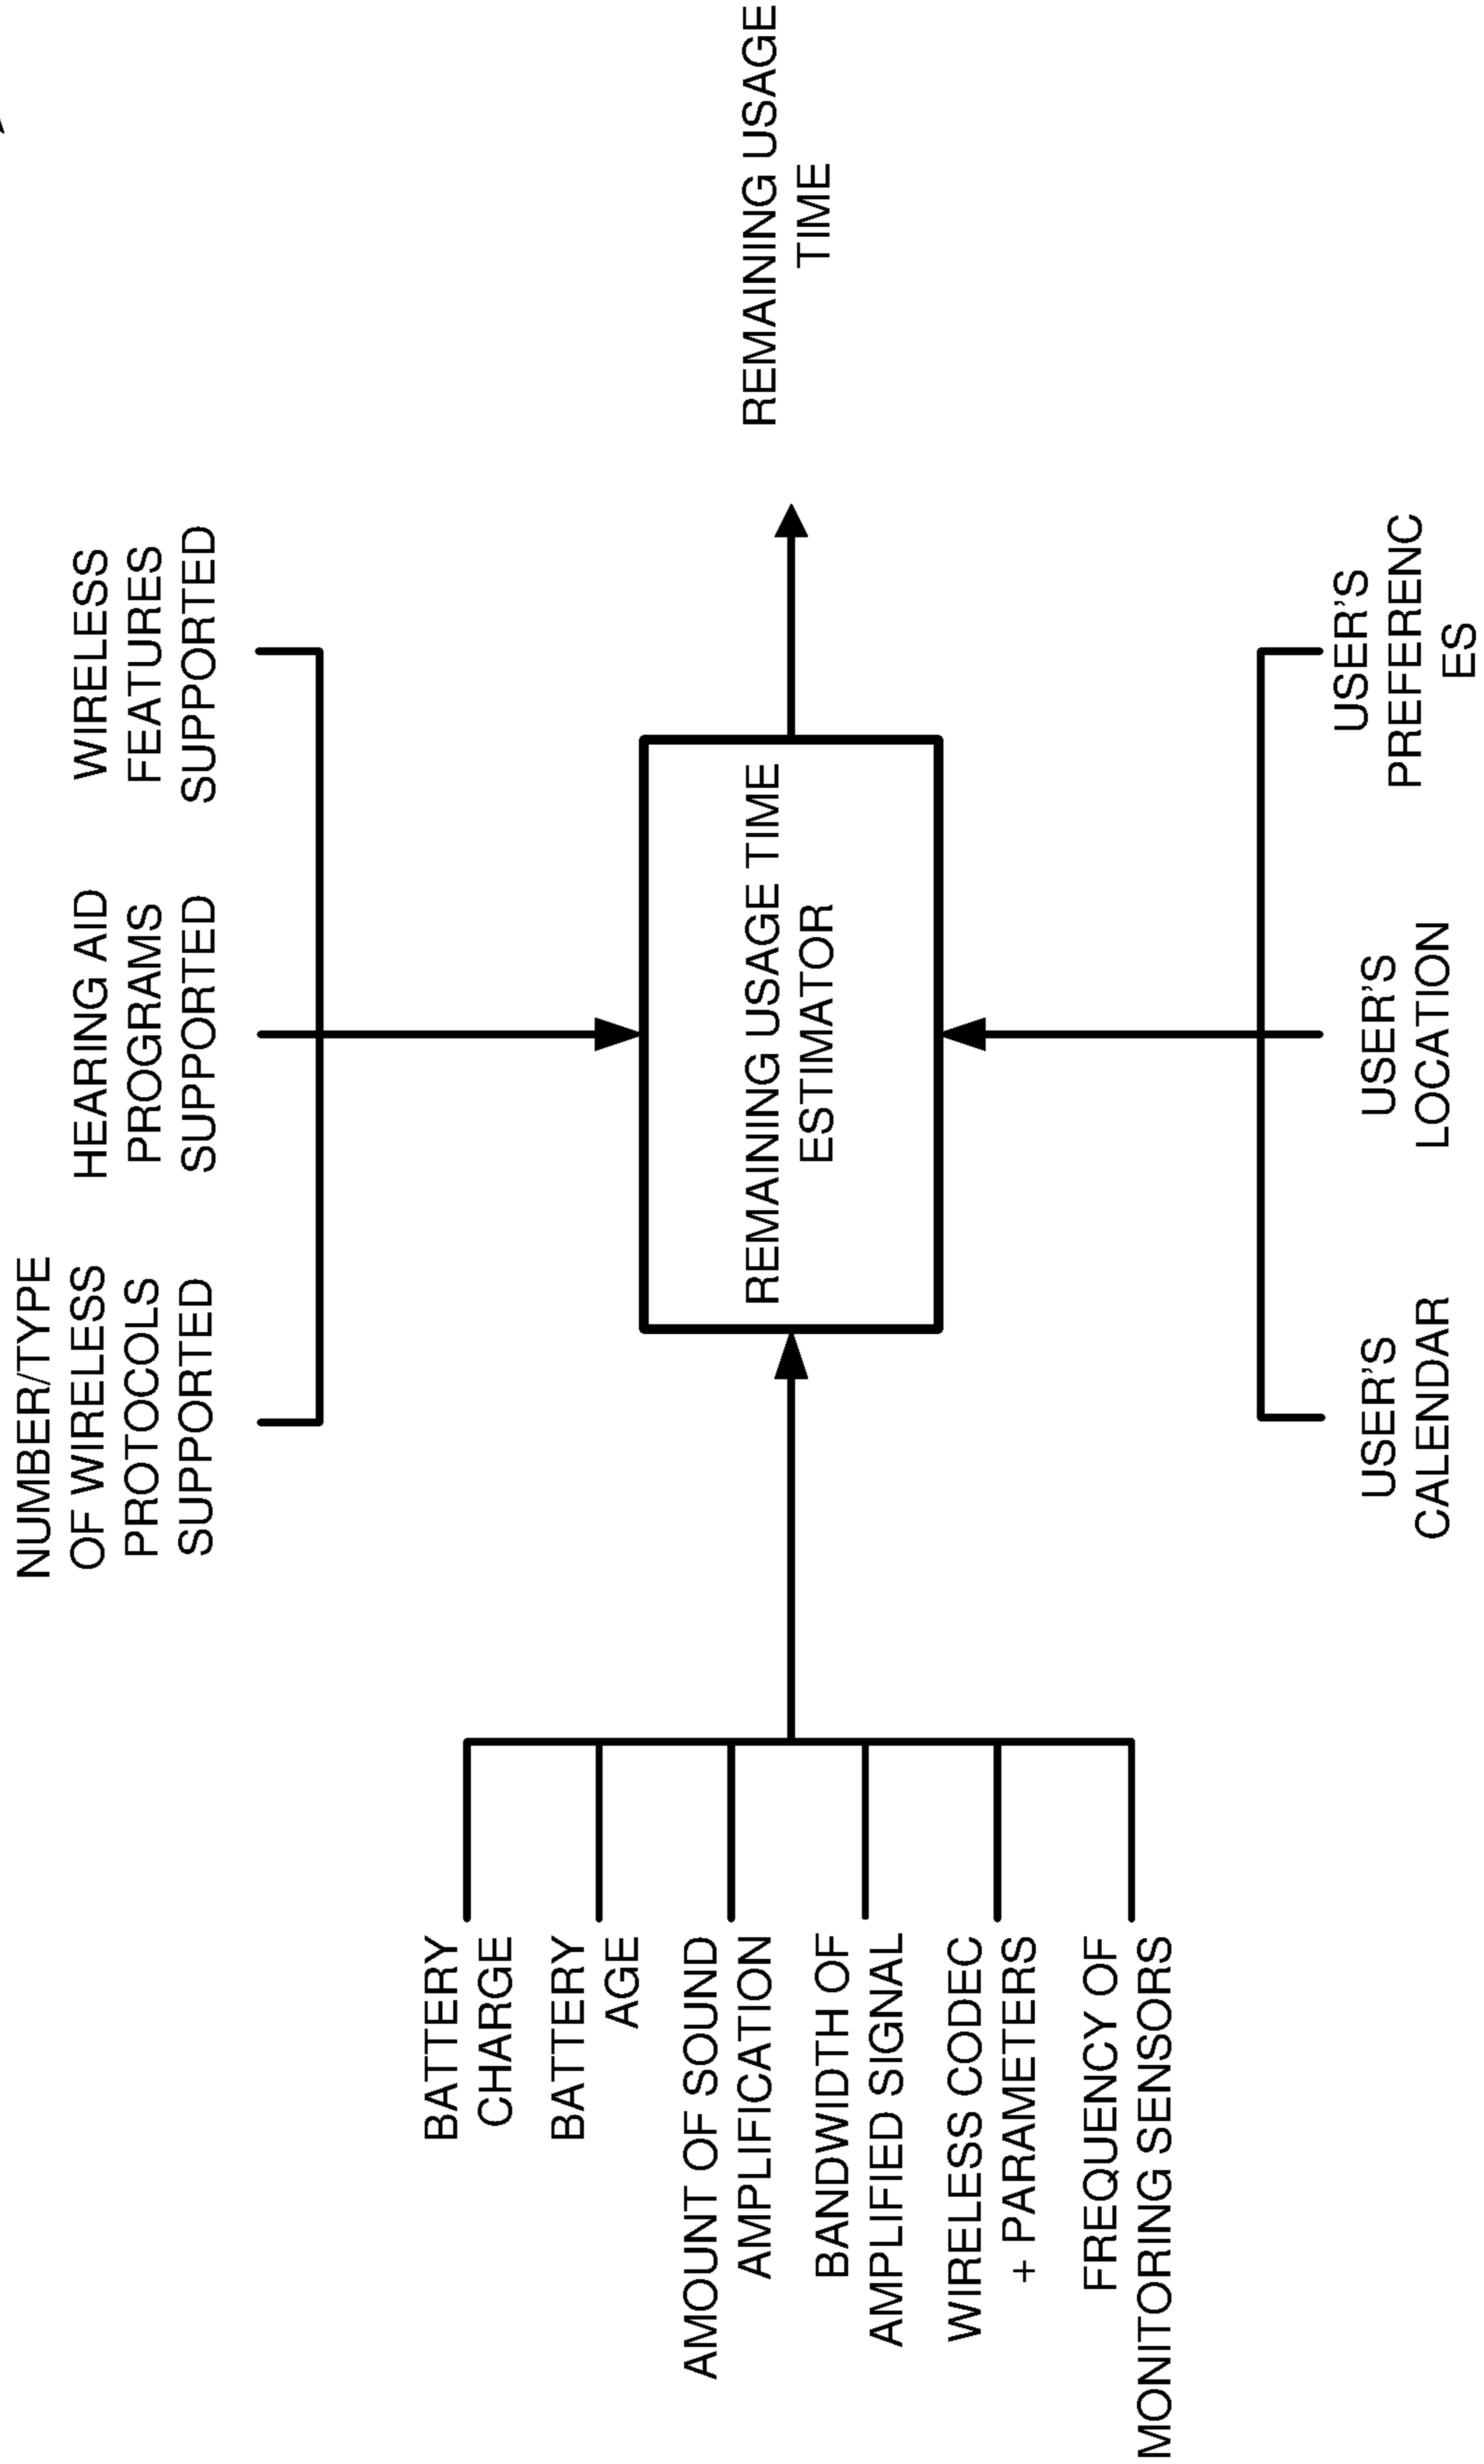 NUMBER/TYPE
OF WIRELESS
PROTOCOLS
SUPPORTED
HEARING AID
PROGRAMS
SUPPORTED
WIRELESS
FEATURES
SUPPORTED
BATTERY
CHARGE
BATTERY
AGE
AMOUNT OF SOUND
AMPLIFICATION
BANDWIDTH OF
AMPLIFIED SIGNAL
WIRELESS CODEC
+ PARAMETERS
FREQUENCY OF
MONITORING SENSORS
REMAINING USAGE TIME
ESTIMATOR
REMAINING USAGE
TIME
USER'S
CALENDAR
USER'S
LOCATION
USER'S
PREFERENC
ES